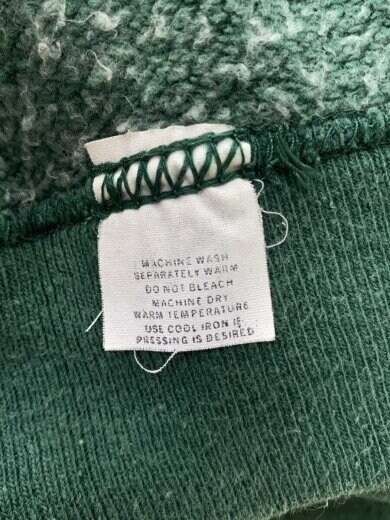 MACHINE WASH
SEPARATELY WARM
DO NOT BLEACH
MACHINE DRY
WARM TEMPERATURE
USE COOL IRON IF
PRESSING IS DESIRED